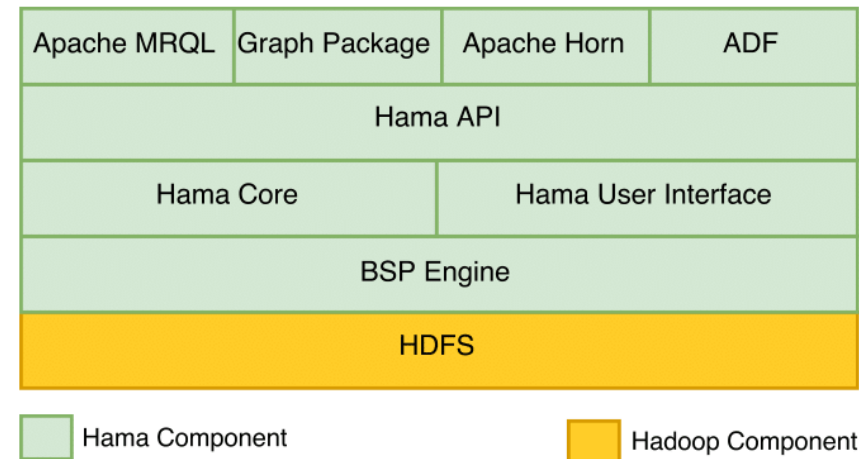 Apache MRQL Graph Package Apache Horn ADF
Hama API
Hama Core Hama User Interface
BSP Engine
HDFS
Hama Component Hadoop Component